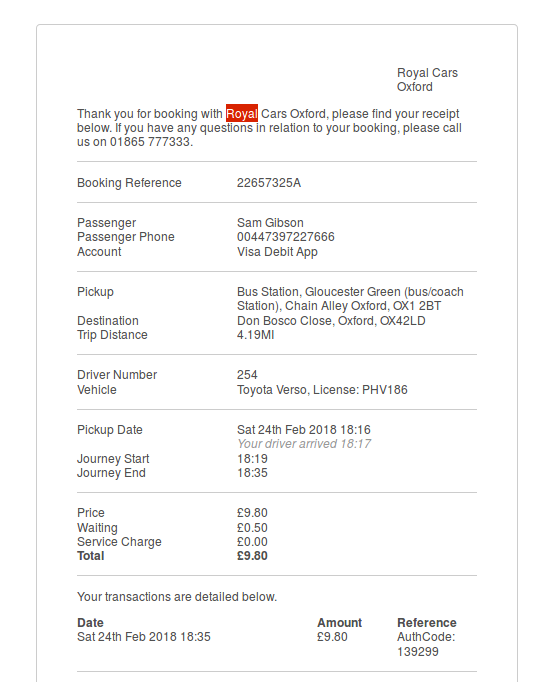 Royal Cars
Oxford
Thank you for booking with Royal Cars Oxford, please find your receipt
below. If you have any questions in relation to your booking, please call
us on 01865 777333.
Booking Reference 22657325A
Passenger Sam Gibson
Passenger Phone 00447397227666
Account Visa Debit App
Pickup Bus Station, Gloucester Green (bus/coach
Station), Chain Alley Oxford, OX1 2BT
Destination Don Bosco Close, Oxford, OX42LD
Trip Distance 4.19MI
Driver Number 254
Vehicle Toyota Verso, License: PHV186
Pickup Date Sat 24th Feb 2018 18:16
Your driver arrived 18:17
Journey Start 18:19
Journey End 18:35
Price £9.80
Waiting £0.50
Service Charge £0.00
Total £9.80
Your transactions are detailed below.
Date Amount Reference
Sat 24th Feb 2018 18:35 £9.80 AuthCode:
139299